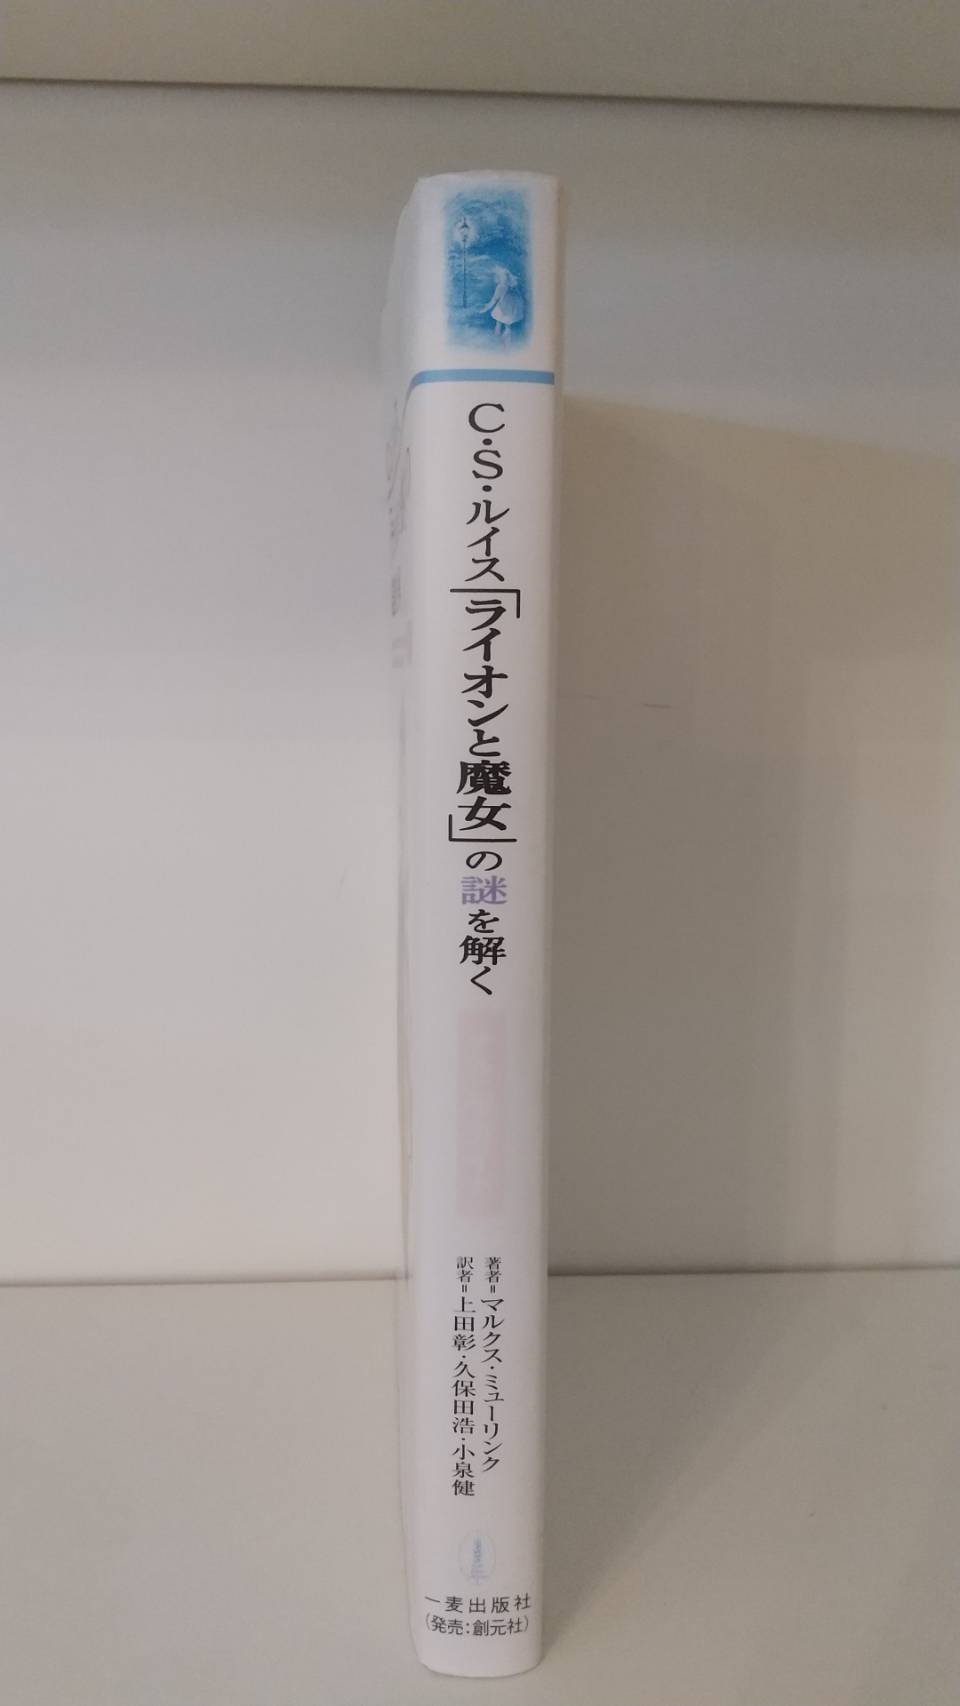 C・S・ルイス「ライオンと魔女」の謎を解く
著者=マルクス・ミューリンク
訳者=上田彰・久保田浩・小泉健
一麦出版社
(発売:創元社)